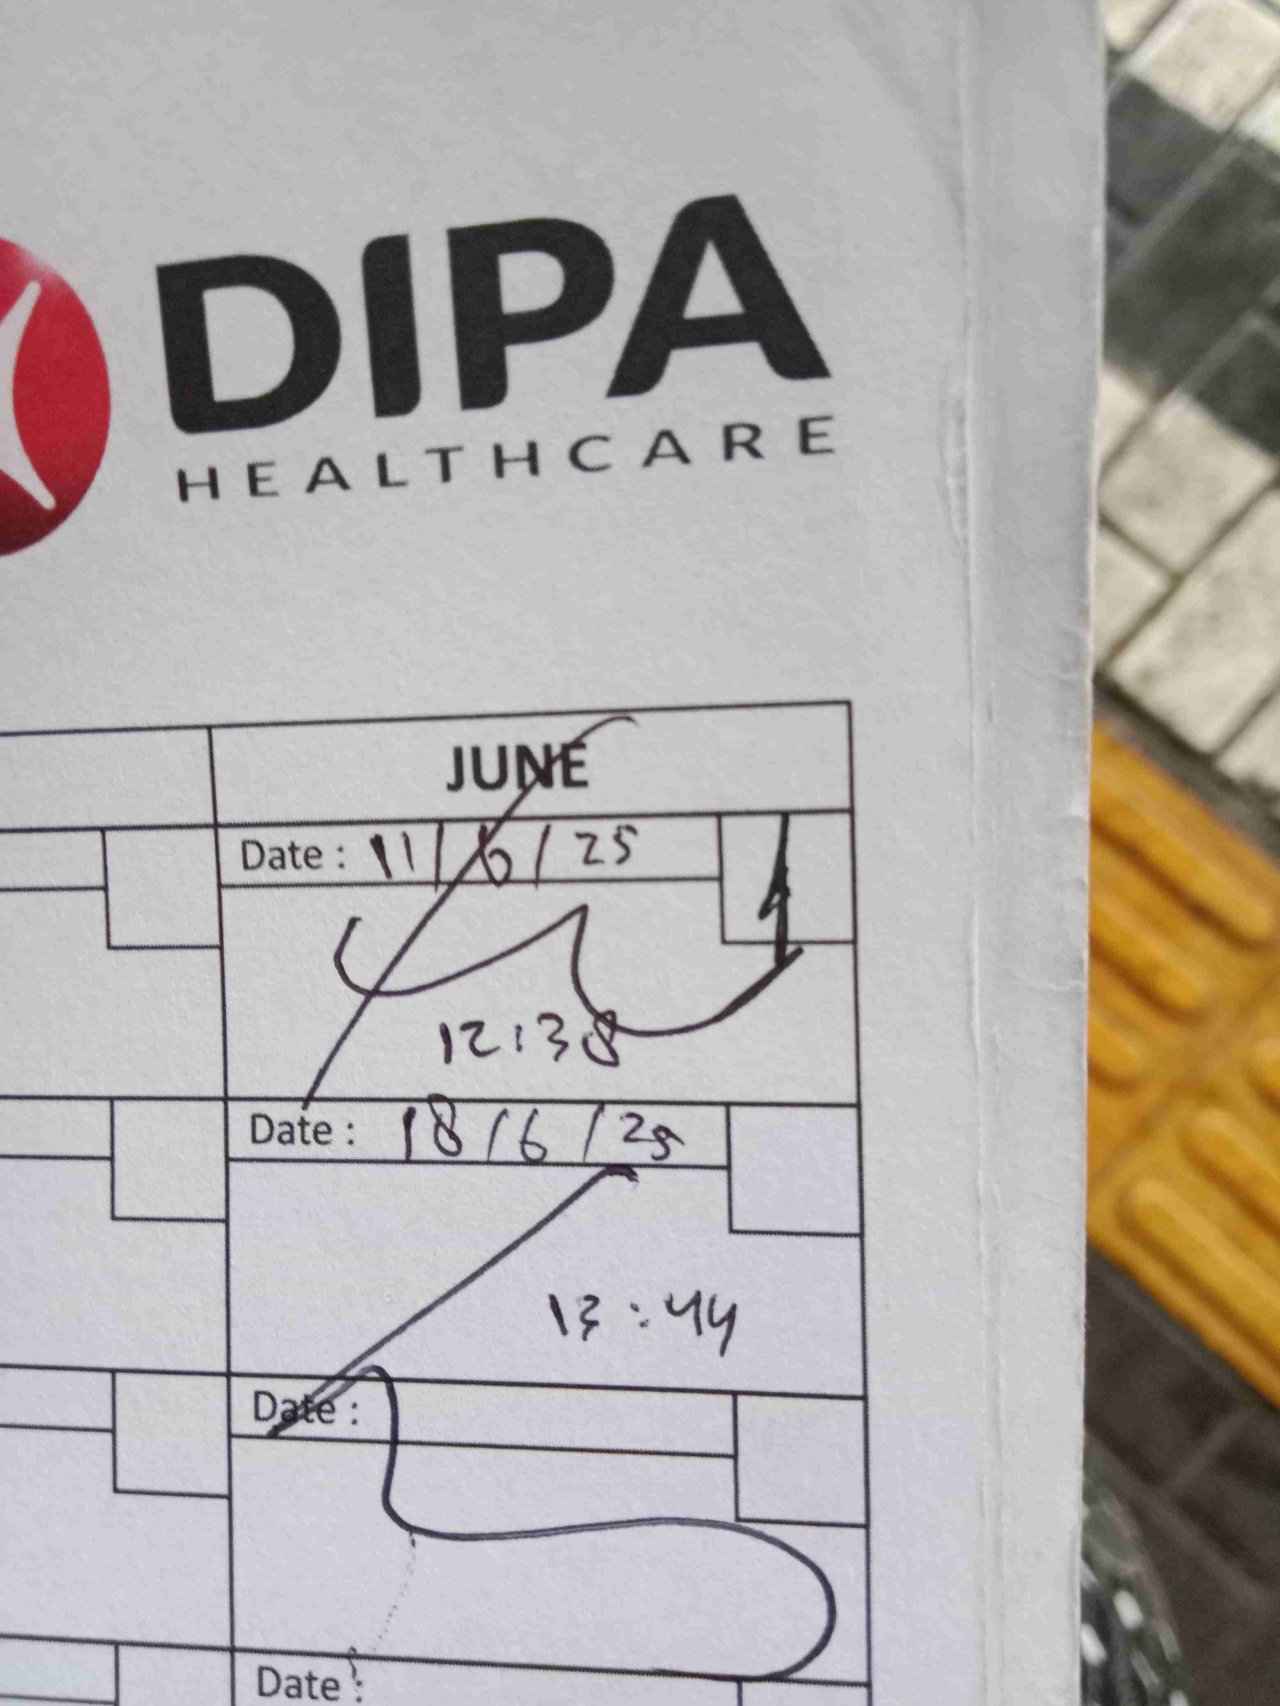 DIPA
HEALTHCARE
JUNE
Date : 11/6/25
12:38
Date : 18/6/25
13:44
Date :
Date :